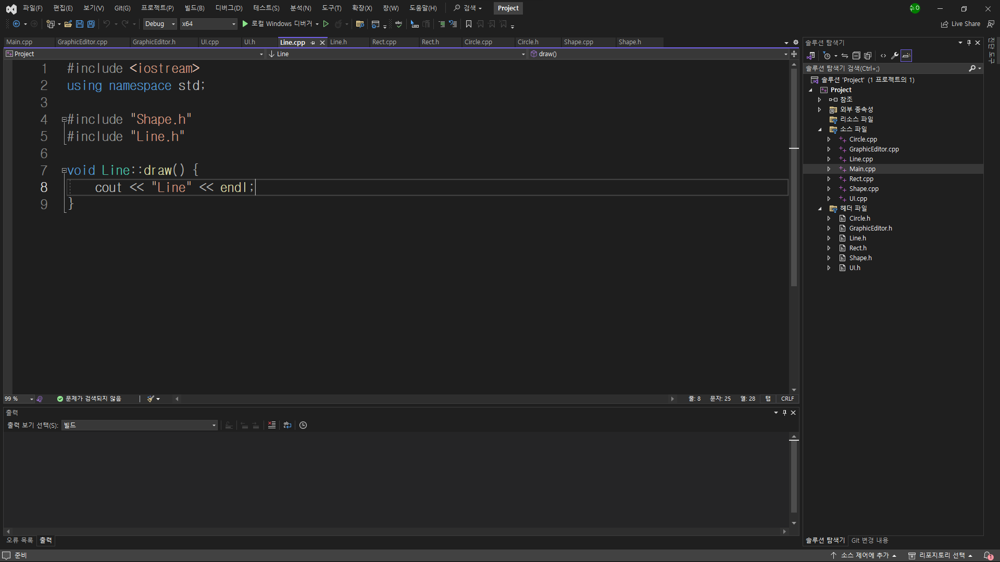 파일(F) 편집(E) 보기(V) Git(G) 프로젝트(P) 빌드(B) 디버그(D) 테스트(S) 분석(N) 도구(T) 확장(X) 창(W) 도움말(H) 검색 Project 순0
Debug x64 로컬 Windows 디버거 Live Share
Main.cpp GraphicEditor.cpp GraphicEditor.h UI.cpp UI.h Line.cpp Line.h Rect.cpp Rect.h Circle.cpp Circle.h Shape.cpp Shape.h
Project Line draw()
1 #include <iostream>
2 using namespace std;
3
4 #include "Shape.h"
5 #include "Line.h"
6
7 void Line::draw() {
8 cout << "Line" << endl;
9 }
99 % 문제가 검색되지 않음 줄: 8 문자: 25 열: 28 탭 CRLF
출력
출력 보기 선택(S): 빌드
오류 목록 출력
솔루션 탐색기
솔루션 탐색기 검색(Ctrl+;)
솔루션 'Project' (1 프로젝트의 1)
Project
참조
외부 종속성
리소스 파일
소스 파일
Circle.cpp
GraphicEditor.cpp
Line.cpp
Main.cpp
Rect.cpp
Shape.cpp
UI.cpp
헤더 파일
Circle.h
GraphicEditor.h
Line.h
Rect.h
Shape.h
UI.h
솔루션 탐색기 Git 변경 내용
진단 도구
준비 소스 제어에 추가 리포지토리 선택 1